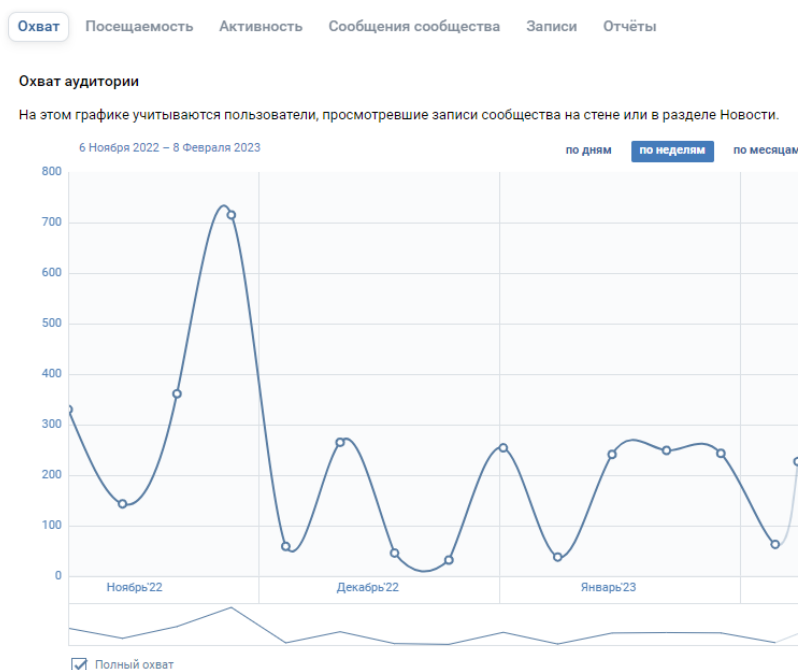 Охват Посещаемость Активность Сообщения сообщества Записи Отчёты
Охват аудитории
На этом графике учитываются пользователи, просмотревшие записи сообщества на стене или в разделе Новости.
6 Ноября 2022 – 8 Февраля 2023 по дням по неделям по месяцам
800
700
600
500
400
300
200
100
0
Ноябрь'22 Декабрь'22 Январь'23
Полный охват